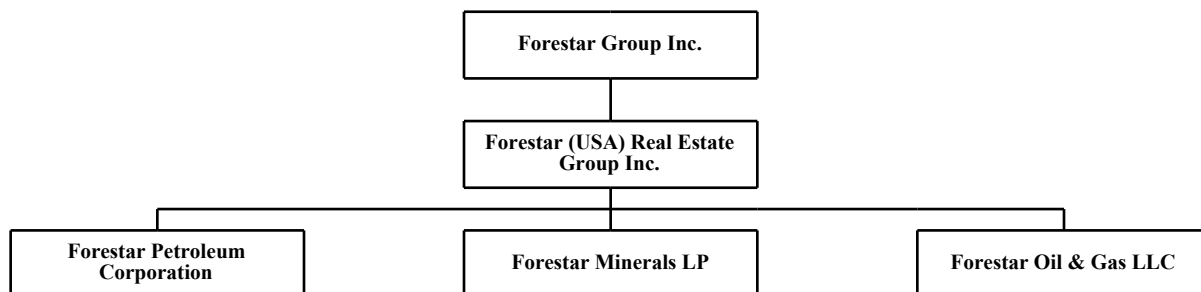 Forestar Group Inc.
Forestar (USA) Real Estate
Group Inc.
Forestar Petroleum
Corporation
Forestar Minerals LP
Forestar Oil & Gas LLC